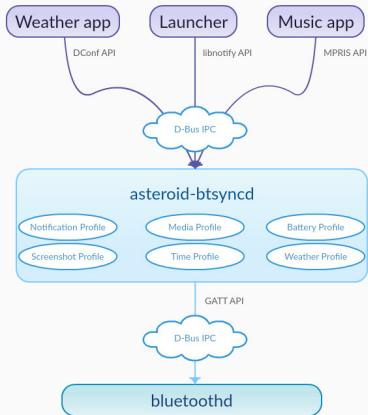 Weather app Launcher Music app
DConf API libnotify API MPRIS API
D-Bus IPC
asteroid-btsyncd
Notification Profile Media Profile Battery Profile
Screenshot Profile Time Profile Weather Profile
GATT API
D-Bus IPC
bluetoothd